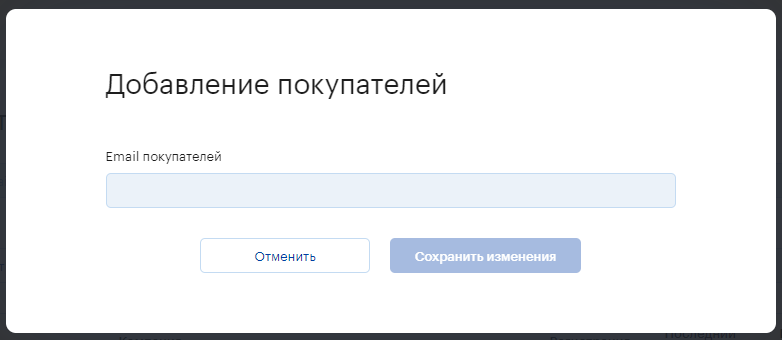 Добавление покупателей
Email покупателей
Отменить
Сохранить изменения